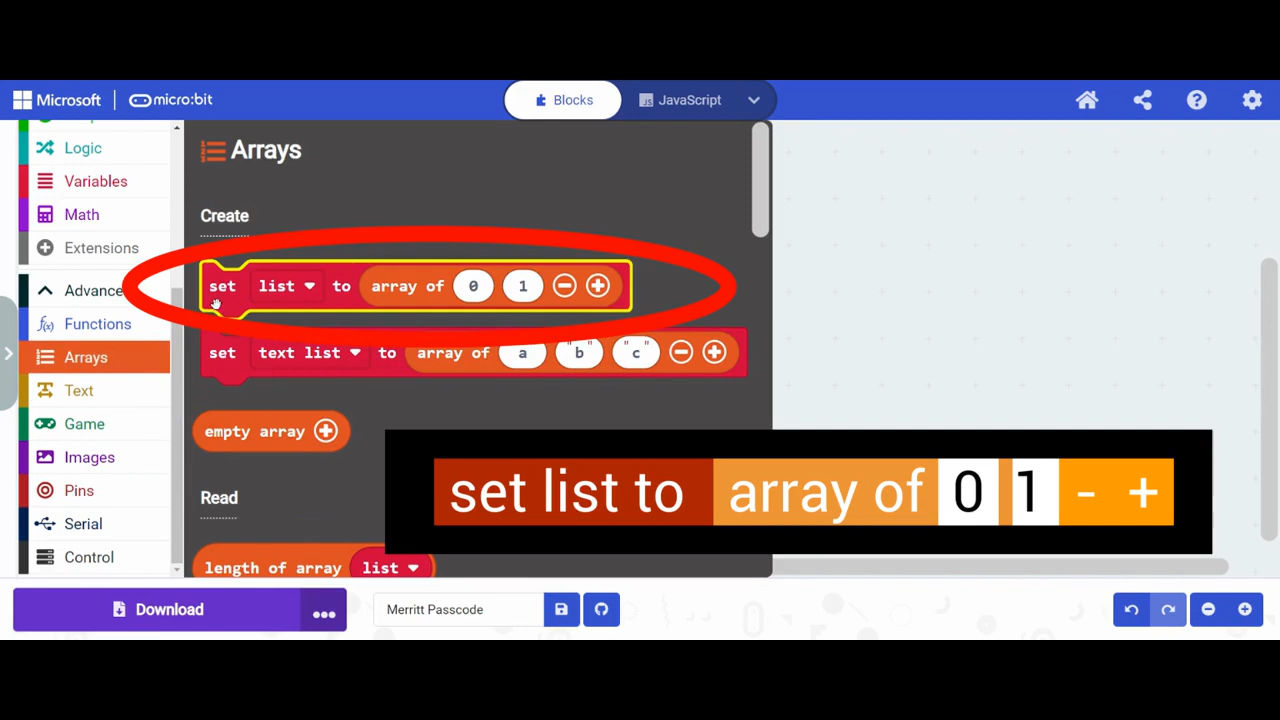 Microsoft micro:bit Blocks JavaScript
Logic
Variables
Math
Extensions
Advance
Functions
Arrays
Text
Game
Images
Pins
Serial
Control
Arrays
Create
set list to array of 0 1
set text list to array of a "b" "c"
empty array
Read
length of array list
set list to array of 0 1 - +
Download ••• Merritt Passcode